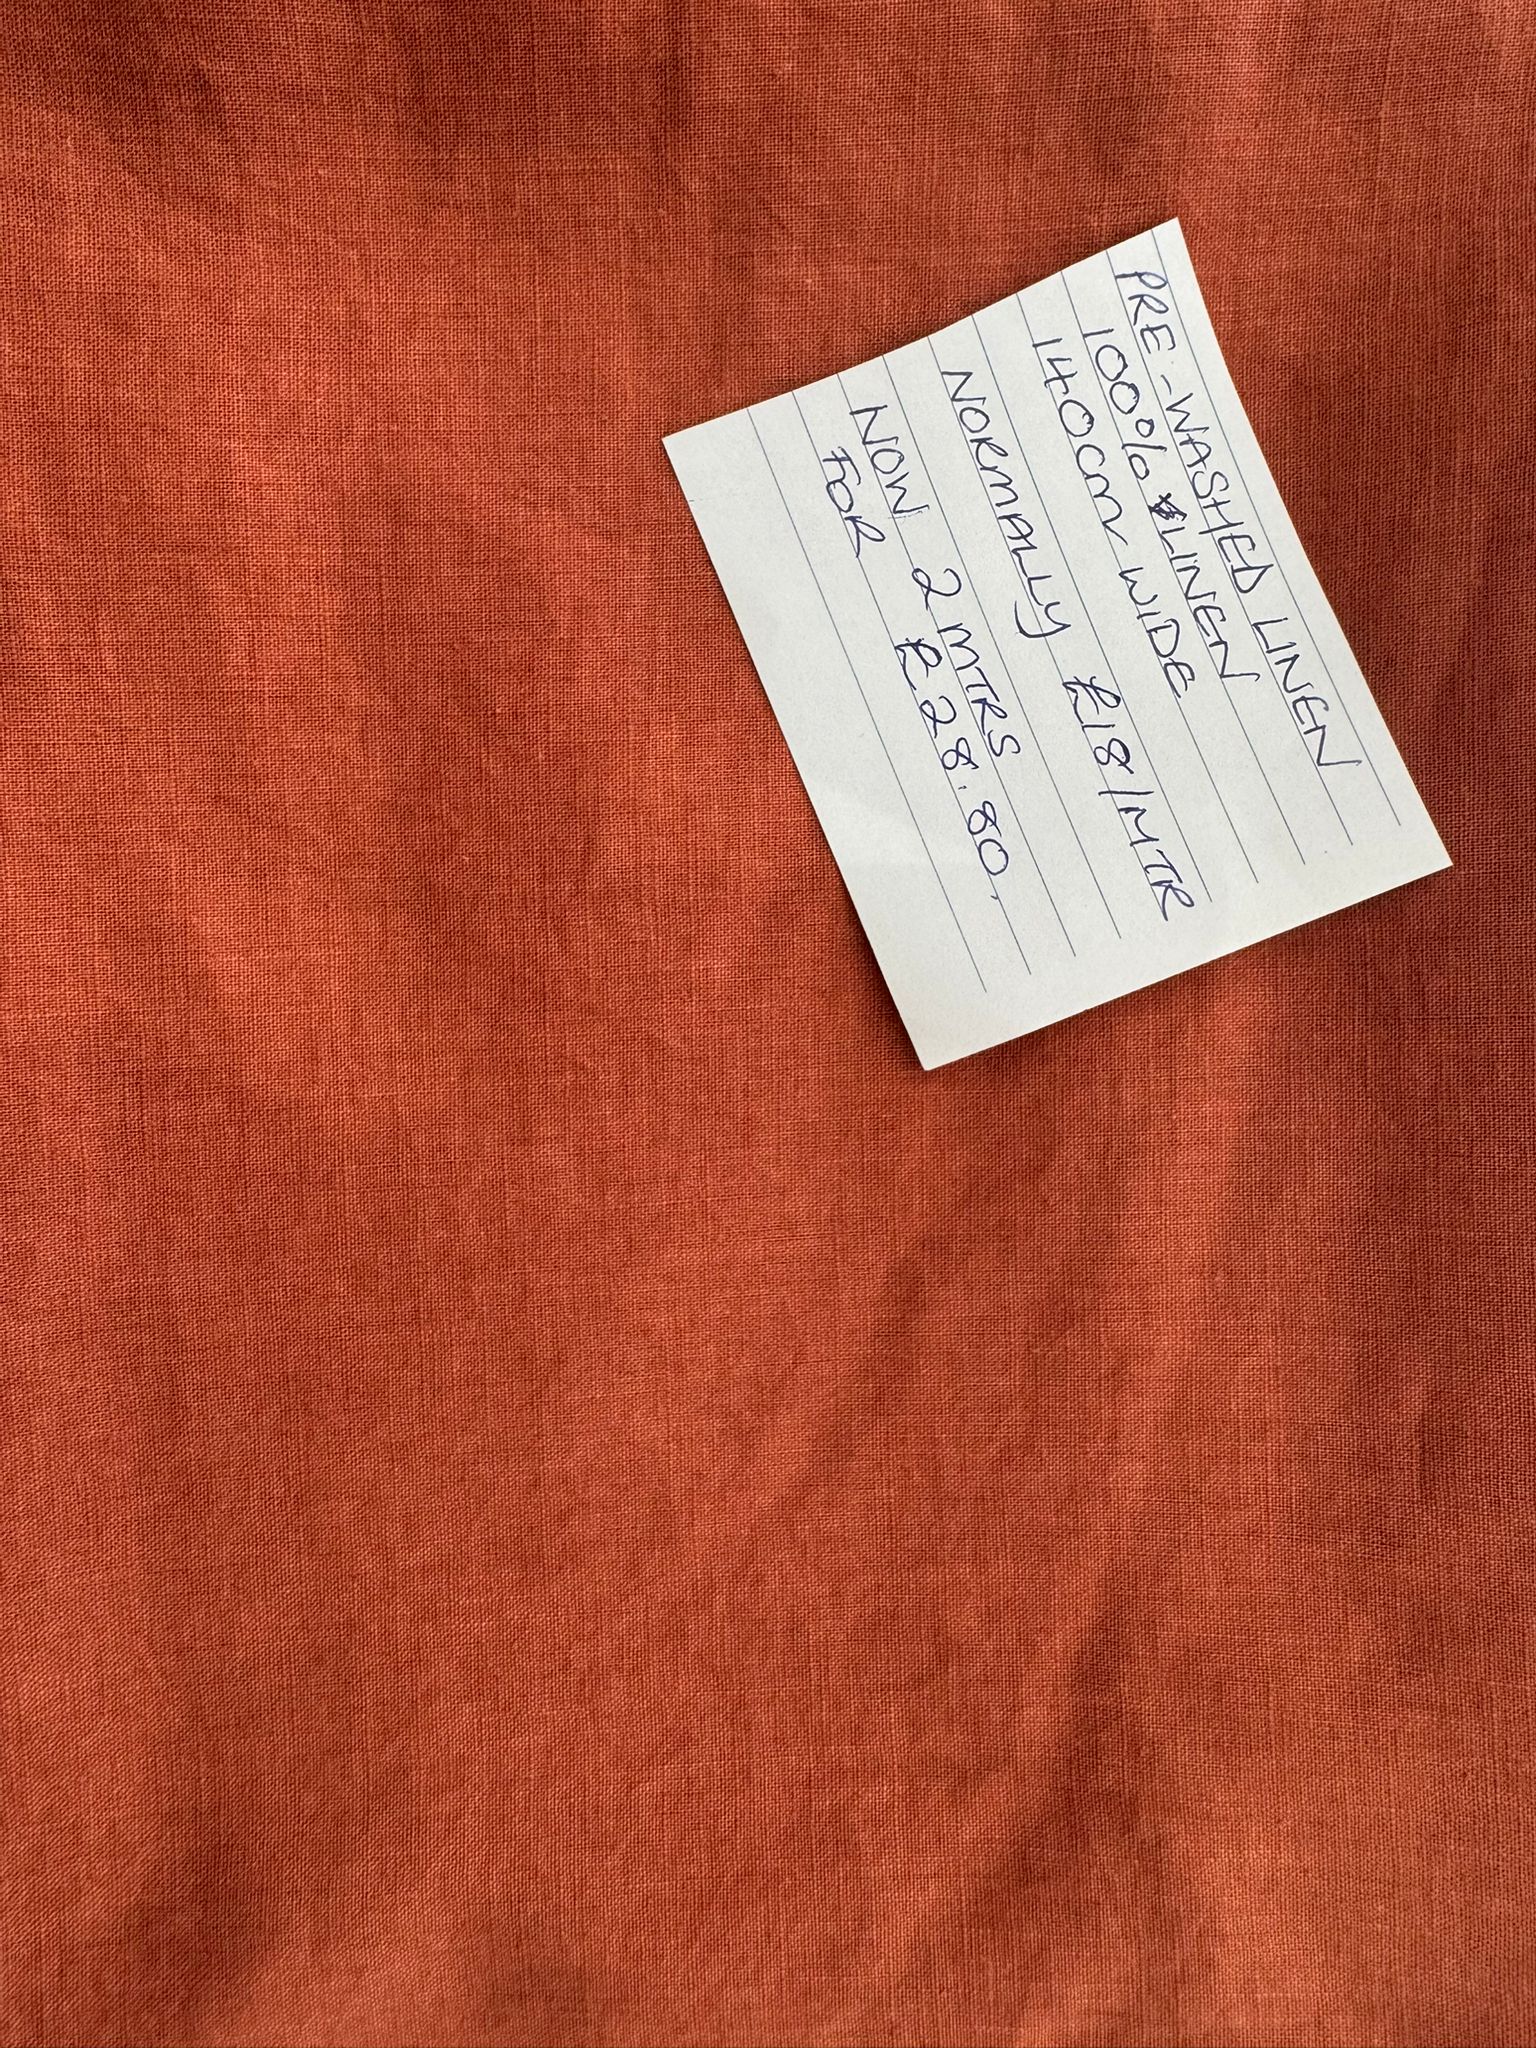 PRE-WASHED LINEN
100% LINEN
140cm WIDE
NORMALLY £18/MTR
NOW 2 MTRS
FOR £28.80.